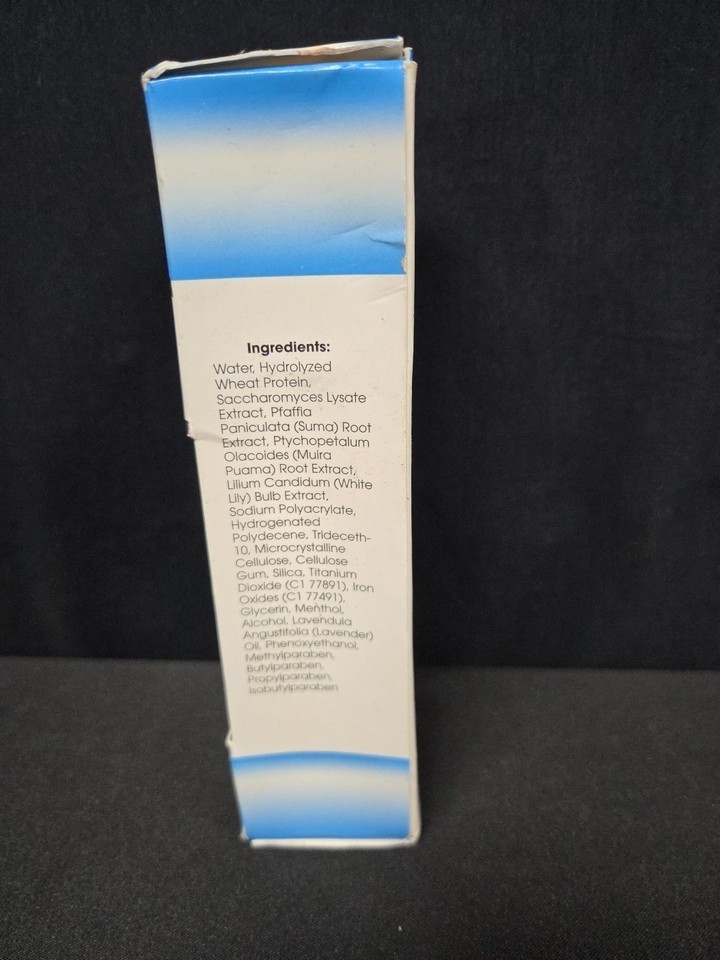 Ingredients:
Water, Hydrolyzed
Wheat Protein,
Saccharomyces Lysate
Extract, Pfaffia
Paniculata (Suma) Root
Extract, Ptychopetalum
Olacoides (Muira
Puama) Root Extract,
Lilium Candidum (White
Lily) Bulb Extract,
Sodium Polyacrylate,
Hydrogenated
Polydecene, Trideceth-
10, Microcrystalline
Cellulose, Cellulose
Gum, Silica, Titanium
Dioxide (C1 77891), Iron
Oxides (C1 77491),
Glycerin, Menthol,
Alcohol, Lavendula
Angustifolia (Lavender)
Oil, Phenoxyethanol,
Methylparaben,
Butylparaben,
Propylparaben,
Isobutylparaben